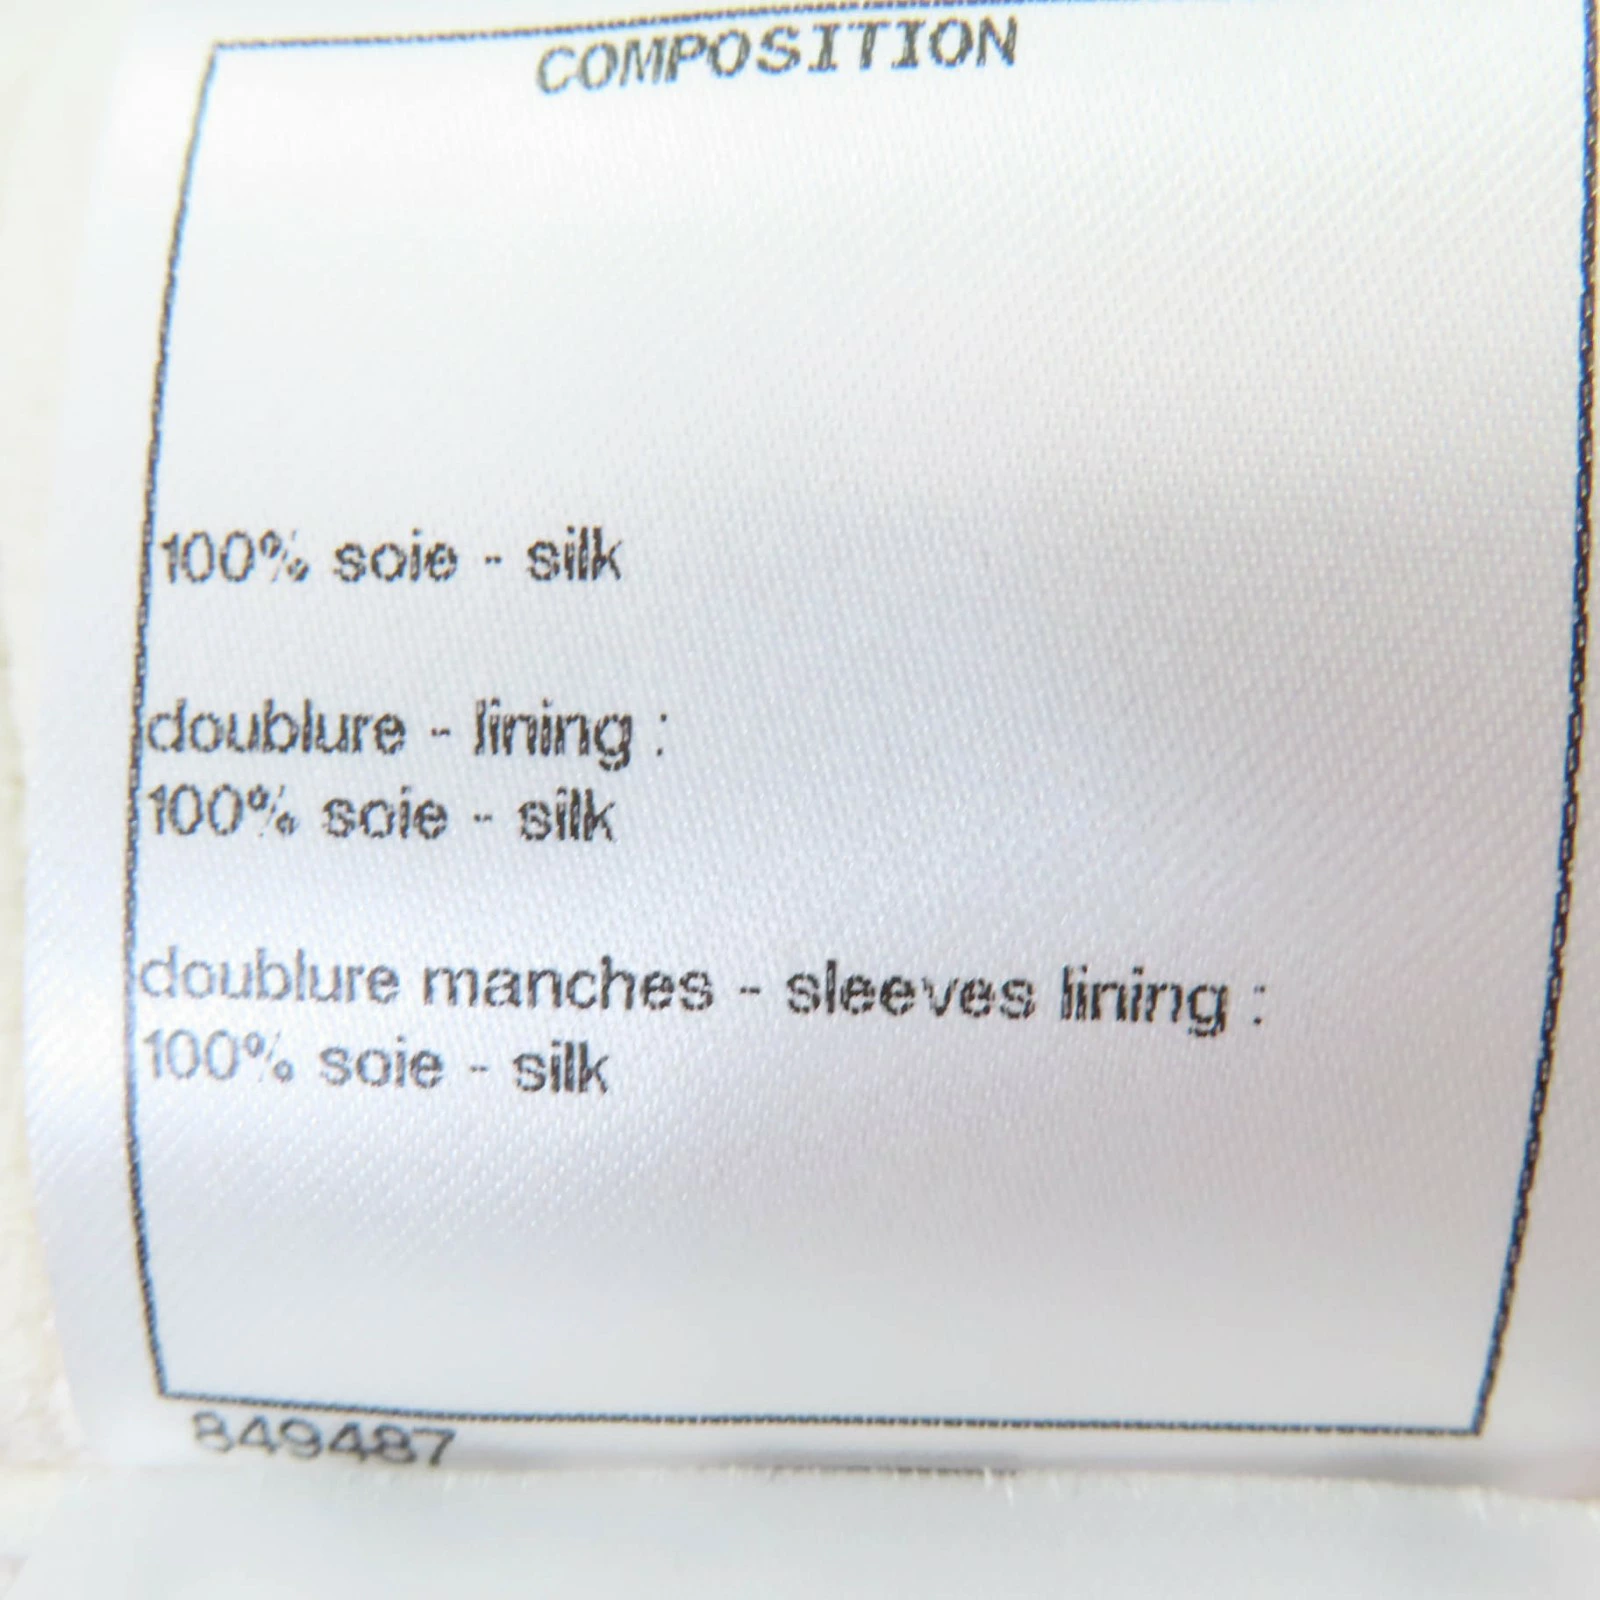 COMPOSITION
100% soie - silk
doublure - lining :
100% soie - silk
doublure manches - sleeves lining :
100% soie - silk
849487